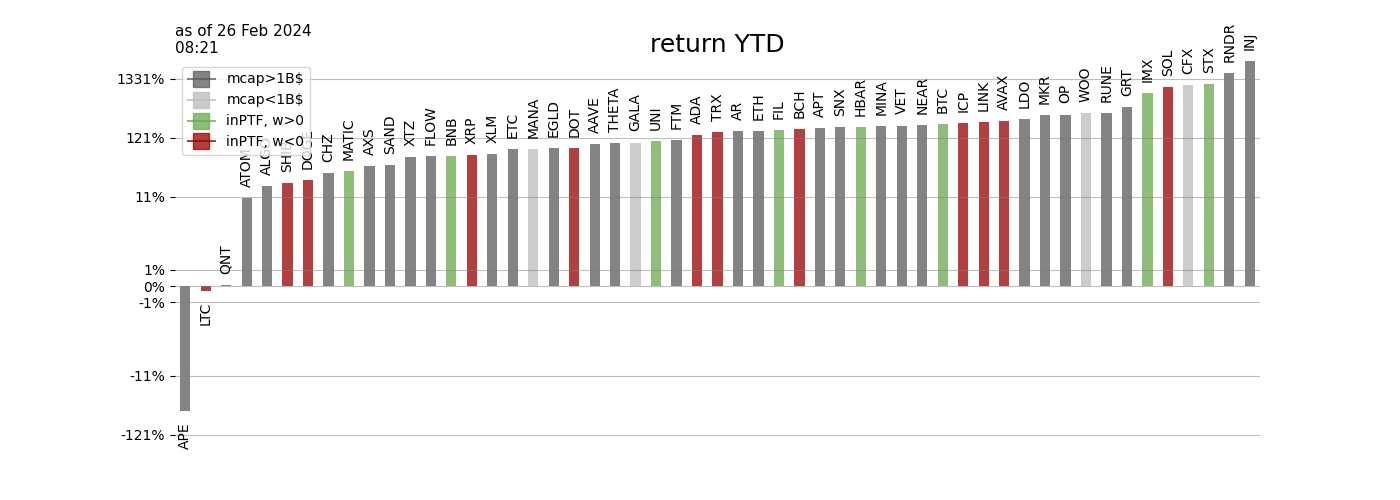 as of 26 Feb 2024
08:21
return YTD
mcap>1B$
mcap<1B$
inPTF, w>0
inPTF, w<0
1331%
121%
11%
1%
0%
-1%
-11%
-121%
APE
LTC
QNT
ATOM
ALGO
SHIB
DOGE
CHZ
MATIC
AXS
SAND
XTZ
FLOW
BNB
XRP
XLM
ETC
MANA
EGLD
DOT
AAVE
THETA
GALA
UNI
FTM
ADA
TRX
AR
ETH
FIL
BCH
APT
SNX
HBAR
MINA
VET
NEAR
BTC
ICP
LINK
AVAX
LDO
MKR
OP
WOO
RUNE
GRT
IMX
SOL
CFX
STX
RNDR
INJ